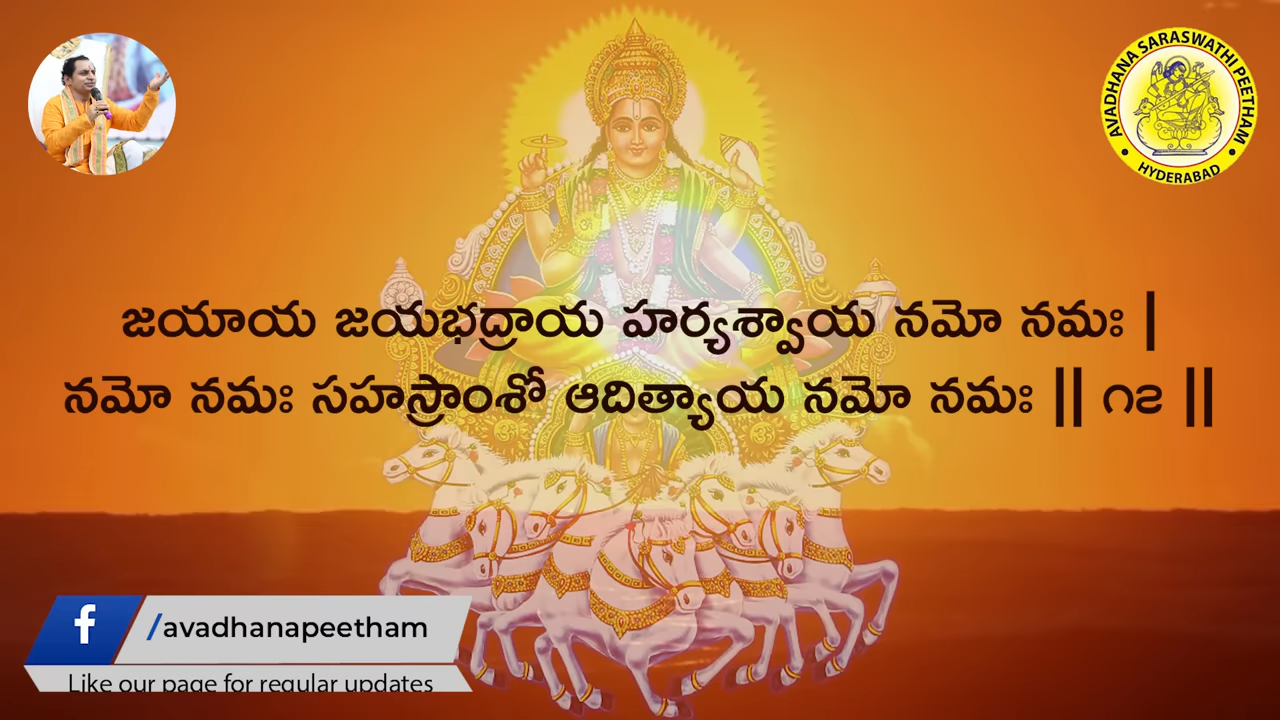 AVADHANA SARASWATHI PEETHAM
• HYDERABAD •
జయాయ జయభద్రాయ హర్యశ్వాయ నమో నమః |
నమో నమః సహస్రాంశో ఆదిత్యాయ నమో నమః || ౧౭ ||
f /avadhanapeetham
Like our page for regular updates